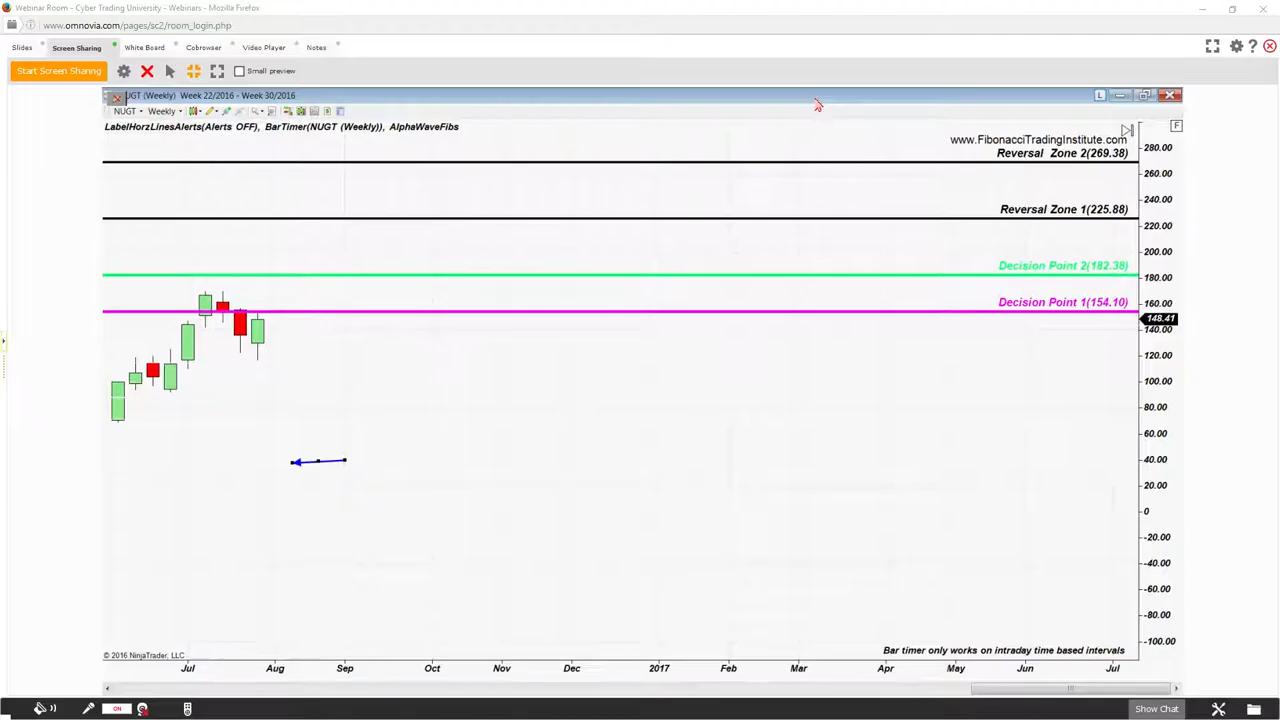 Webinar Room - Cyber Trading University - Webinars - Mozilla Firefox
www.omnovia.com/pages/sc2/room_login.php
Slides Screen Sharing White Board Cobrowser Video Player Notes
Start Screen Sharing Small preview
UGT (Weekly) Week 22/2016 - Week 30/2016 L
NUGT Weekly
LabelHorzLinesAlerts(Alerts OFF), BarTimer(NUGT (Weekly)), AlphaWaveFibs F
www.FibonacciTradingInstitute.com
280.00
Reversal Zone 2(269.38)
260.00
240.00
Reversal Zone 1(225.88)
220.00
200.00
Decision Point 2(182.38)
180.00
Decision Point 1(154.10)
160.00
148.41
140.00
120.00
100.00
80.00
60.00
40.00
20.00
0
-20.00
-40.00
-60.00
-80.00
-100.00
© 2016 NinjaTrader, LLC Bar timer only works on intraday time based intervals
Jul Aug Sep Oct Nov Dec 2017 Feb Mar Apr Jun Jul
ON Show Chat